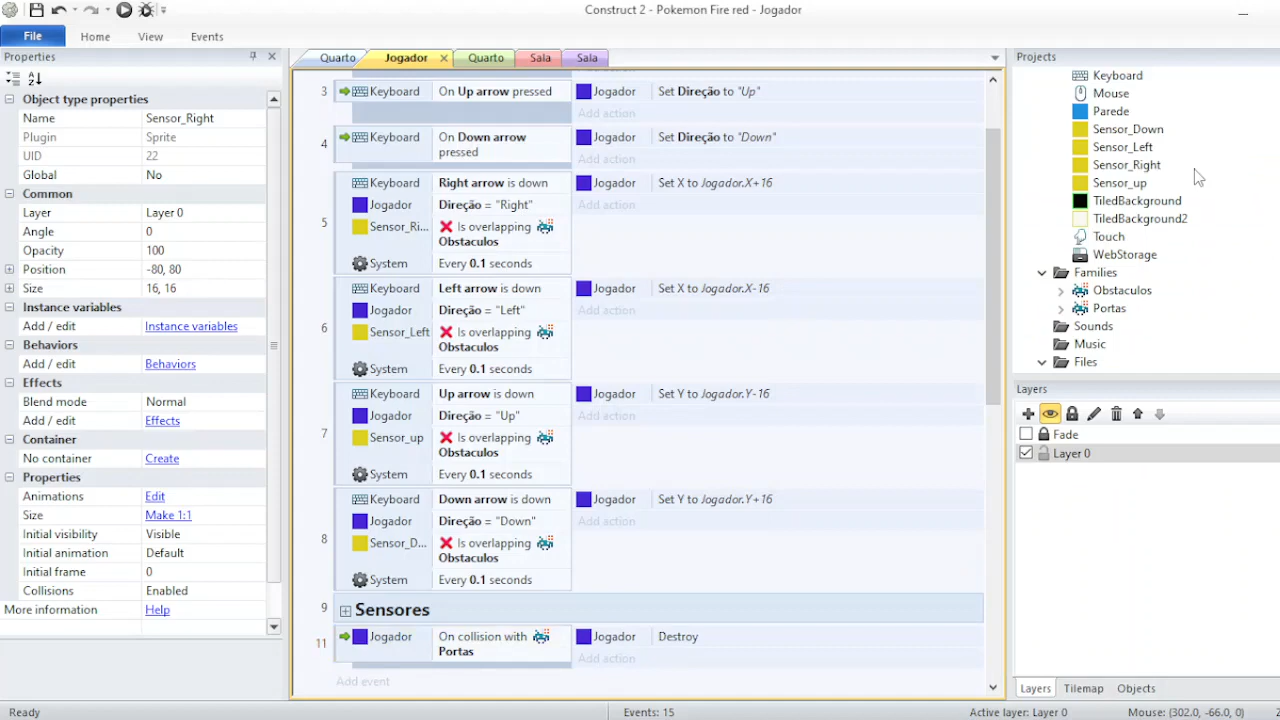 Construct 2 - Pokemon Fire red - Jogador
File Home View Events
Properties
Object type properties
Name Sensor_Right
Plugin Sprite
UID 22
Global No
Common
Layer Layer 0
Angle 0
Opacity 100
Position -80, 80
Size 16, 16
Instance variables
Add / edit Instance variables
Behaviors
Add / edit Behaviors
Effects
Blend mode Normal
Add / edit Effects
Container
No container Create
Properties
Animations Edit
Size Make 1:1
Initial visibility Visible
Initial animation Default
Initial frame 0
Collisions Enabled
More information Help
Quarto Jogador Quarto Sala Sala
3 Keyboard On Up arrow pressed Jogador Set Direção to "Up"
Add action
4 Keyboard On Down arrow pressed Jogador Set Direção to "Down"
Add action
5 Keyboard Right arrow is down Jogador Set X to Jogador.X+16
Jogador Direção = "Right" Add action
Sensor_Ri... Is overlapping
Obstaculos
System Every 0.1 seconds
6 Keyboard Left arrow is down Jogador Set X to Jogador.X-16
Jogador Direção = "Left" Add action
Sensor_Left Is overlapping
Obstaculos
System Every 0.1 seconds
7 Keyboard Up arrow is down Jogador Set Y to Jogador.Y-16
Jogador Direção = "Up" Add action
Sensor_up Is overlapping
Obstaculos
System Every 0.1 seconds
8 Keyboard Down arrow is down Jogador Set Y to Jogador.Y+16
Jogador Direção = "Down" Add action
Sensor_D... Is overlapping
Obstaculos
System Every 0.1 seconds
9 Sensores
11 Jogador On collision with Portas Jogador Destroy
Add action
Add event
Projects
Keyboard
Mouse
Parede
Sensor_Down
Sensor_Left
Sensor_Right
Sensor_up
TiledBackground
TiledBackground2
Touch
WebStorage
Families
Obstaculos
Portas
Sounds
Music
Files
Layers
Fade
Layer 0
Layers Tilemap Objects
Ready Events: 15 Active layer: Layer 0 Mouse: (302.0, -66.0, 0)